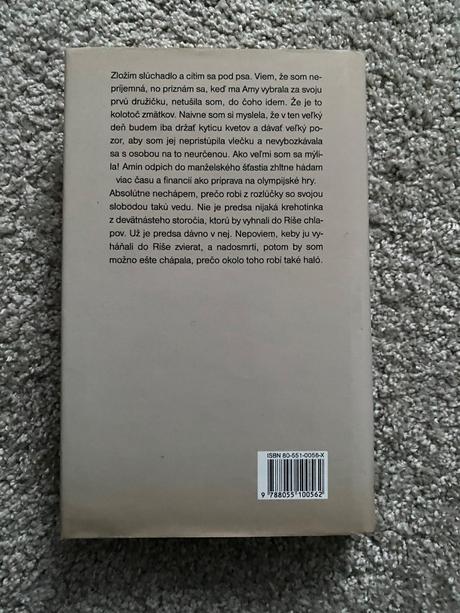 Zložím slúchadlo a cítim sa pod psa. Viem, že som ne-
príjemná, no priznám sa, keď ma Amy vybrala za svoju
prvú družičku, netušila som, do čoho idem. Že je to
kolotoč zmätkov. Naivne som si myslela, že v ten veľký
deň budem iba držať kyticu kvetov a dávať veľký po-
zor, aby som jej nepristúpila vlečku a nevybozkávala
sa s osobou na to neurčenou. Ako veľmi som sa mýli-
la! Amin odpich do manželského šťastia zhltne hádam
viac času a financií ako príprava na olympijské hry.
Absolútne nechápem, prečo robí z rozlúčky so svojou
slobodou takú vedu. Nie je predsa nijaká krehotinka
z devätnásteho storočia, ktorú by vyhnali do Ríše chla-
pov. Už je predsa dávno v nej. Nepoviem, keby ju vy-
háňali do Ríše zvierat, a nadosmrti, potom by som
možno ešte chápala, prečo okolo toho robí také haló.
ISBN 80-551-0056-X
9 788055 100562